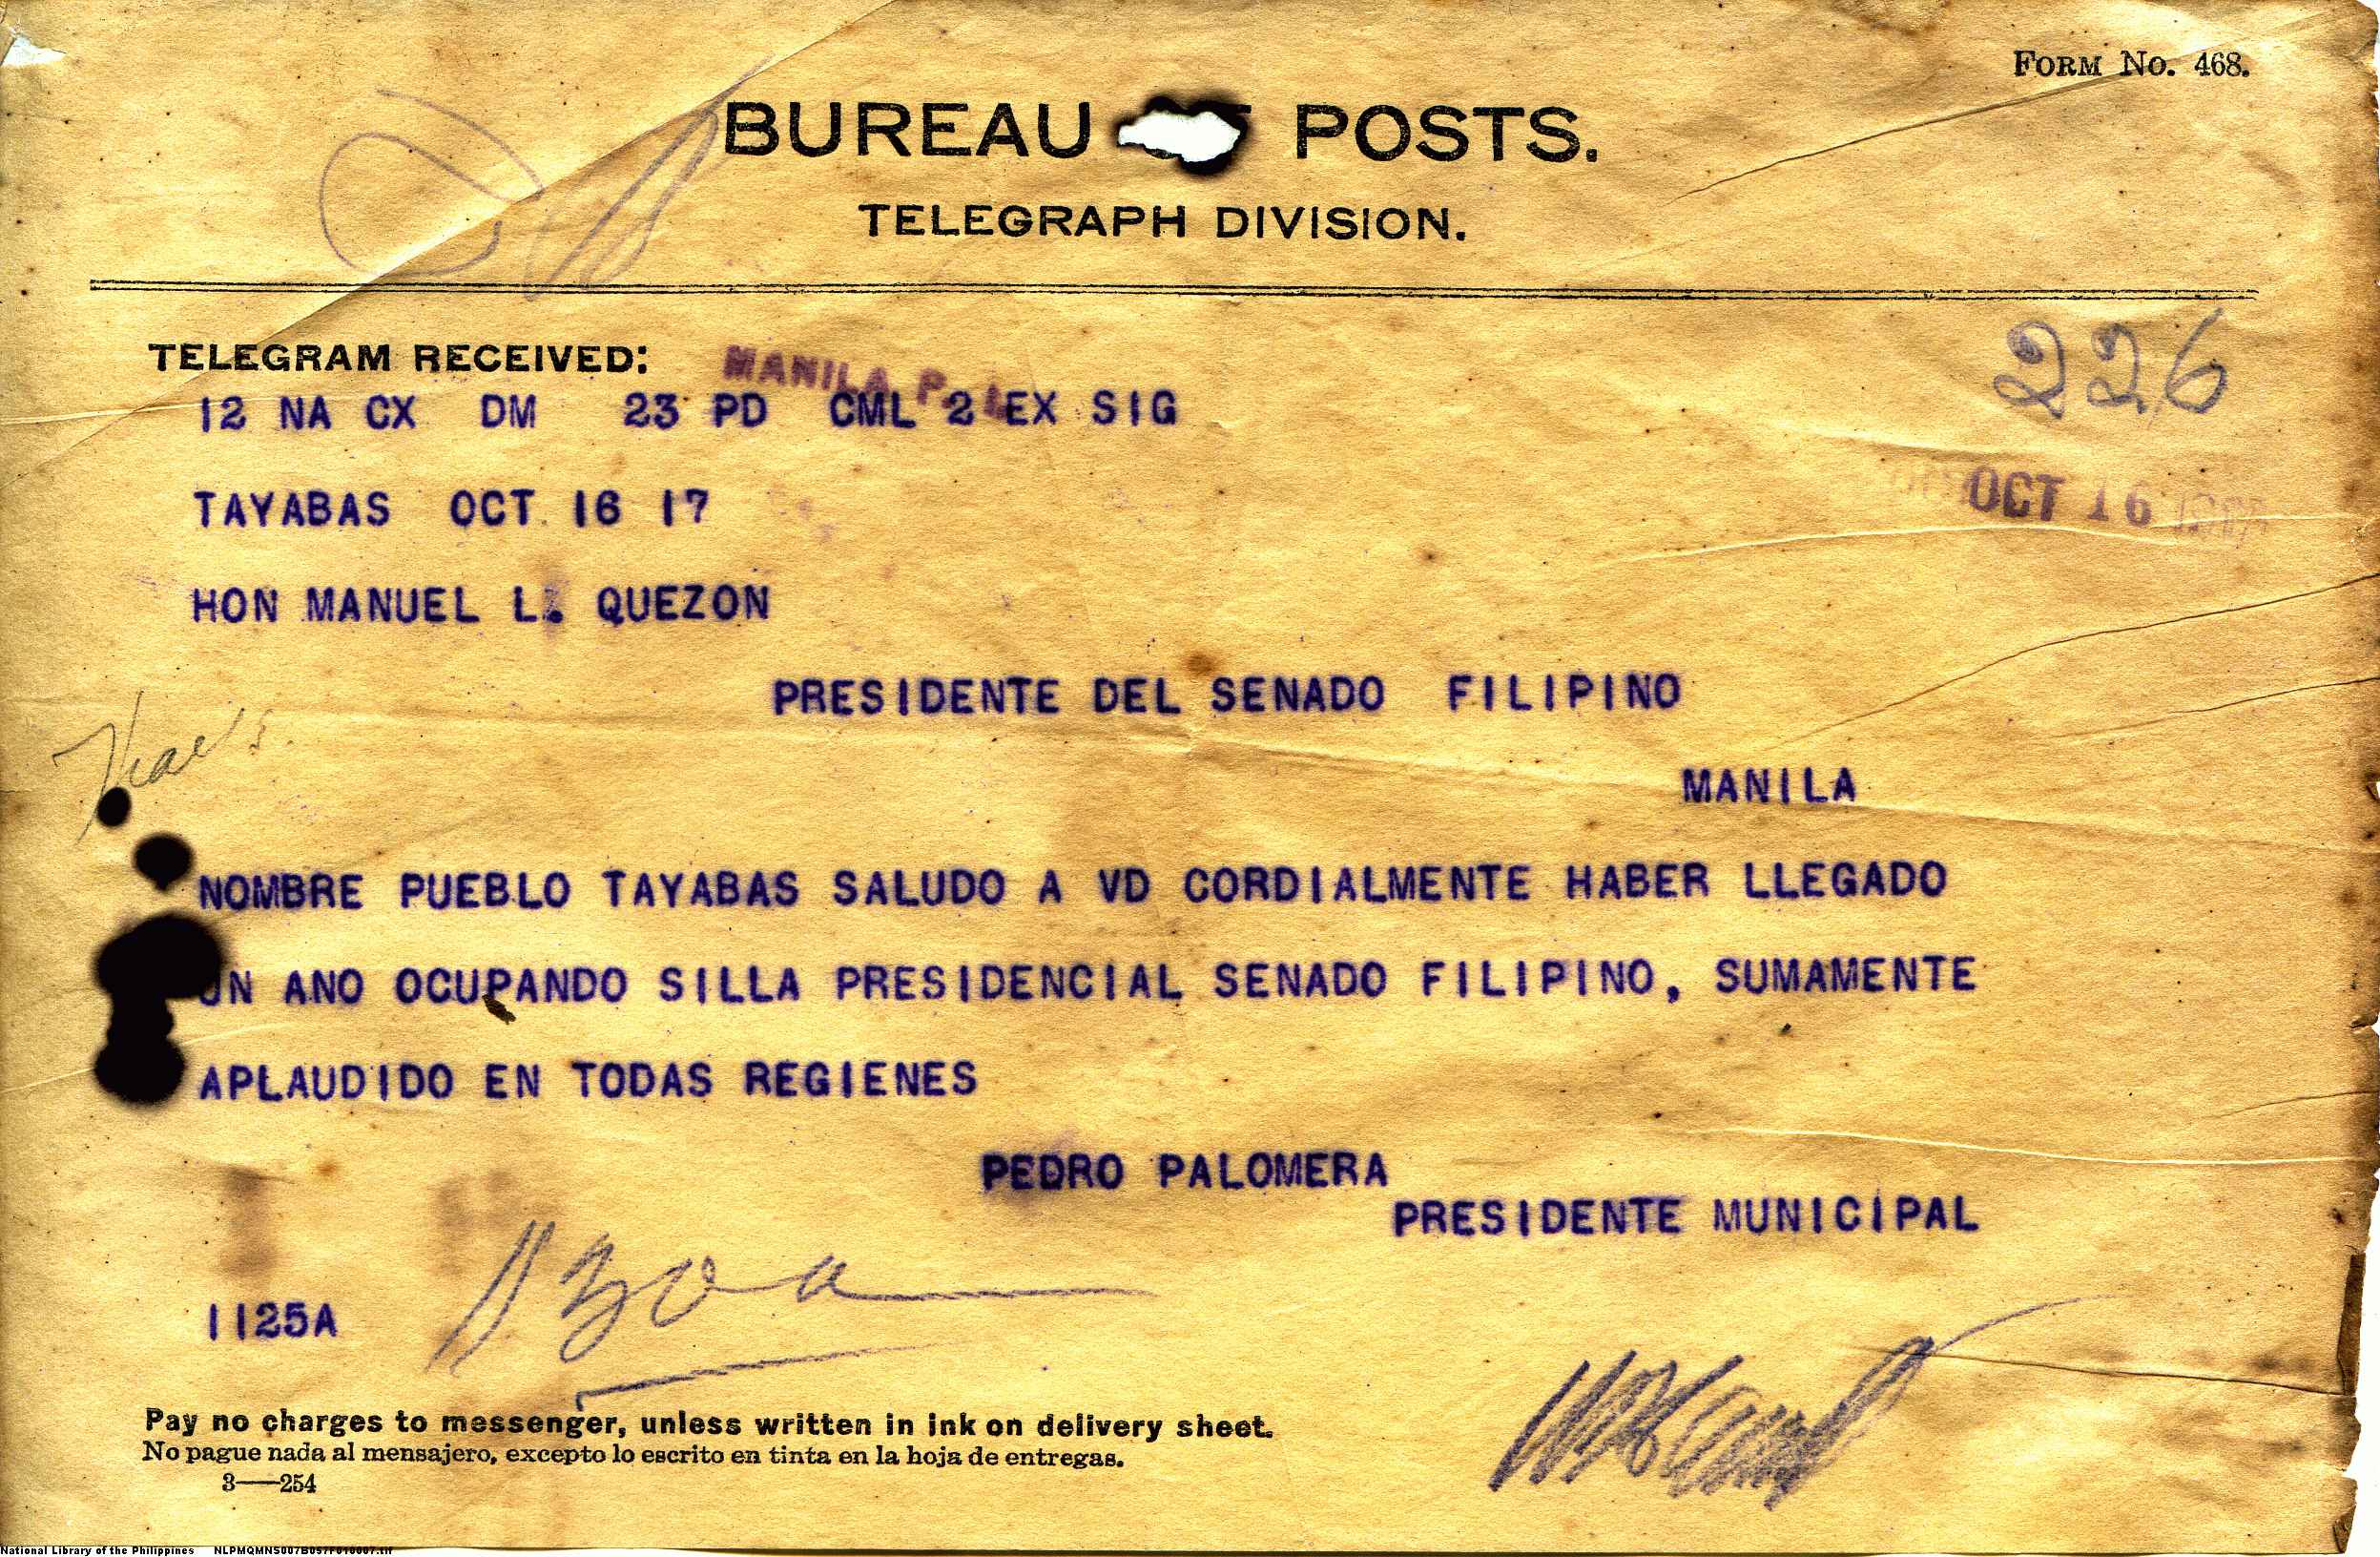 FORM No. 468.
BUREAU POSTS.
TELEGRAPH DIVISION.
TELEGRAM RECEIVED:
MANILA P. I.
226
12 NA CX DM 23 PD CML 2 EX SIG
OCT 16
TAYABAS OCT 16 17
HON MANUEL L. QUEZON
PRESIDENTE DEL SENADO FILIPINO
MANILA
NOMBRE PUEBLO TAYABAS SALUDO A VD CORDIALMENTE HABER LLEGADO
UN ANO OCUPANDO SILLA PRESIDENCIAL SENADO FILIPINO, SUMAMENTE
APLAUDIDO EN TODAS REGIENES
PEDRO PALOMERA
PRESIDENTE MUNICIPAL
1125A
Pay no charges to messenger, unless written in ink on delivery sheet.
No pague nada al mensajero, excepto lo escrito en tinta en la hoja de entregas.
3—254
National Library of the Philippines